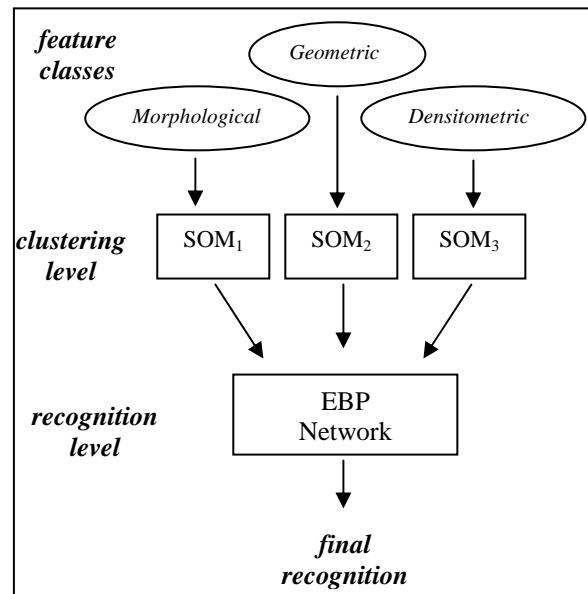 feature
classes
Geometric
Morphological
Densitometric
clustering
level
SOM₁
SOM₂
SOM₃
recognition
level
EBP
Network
final
recognition